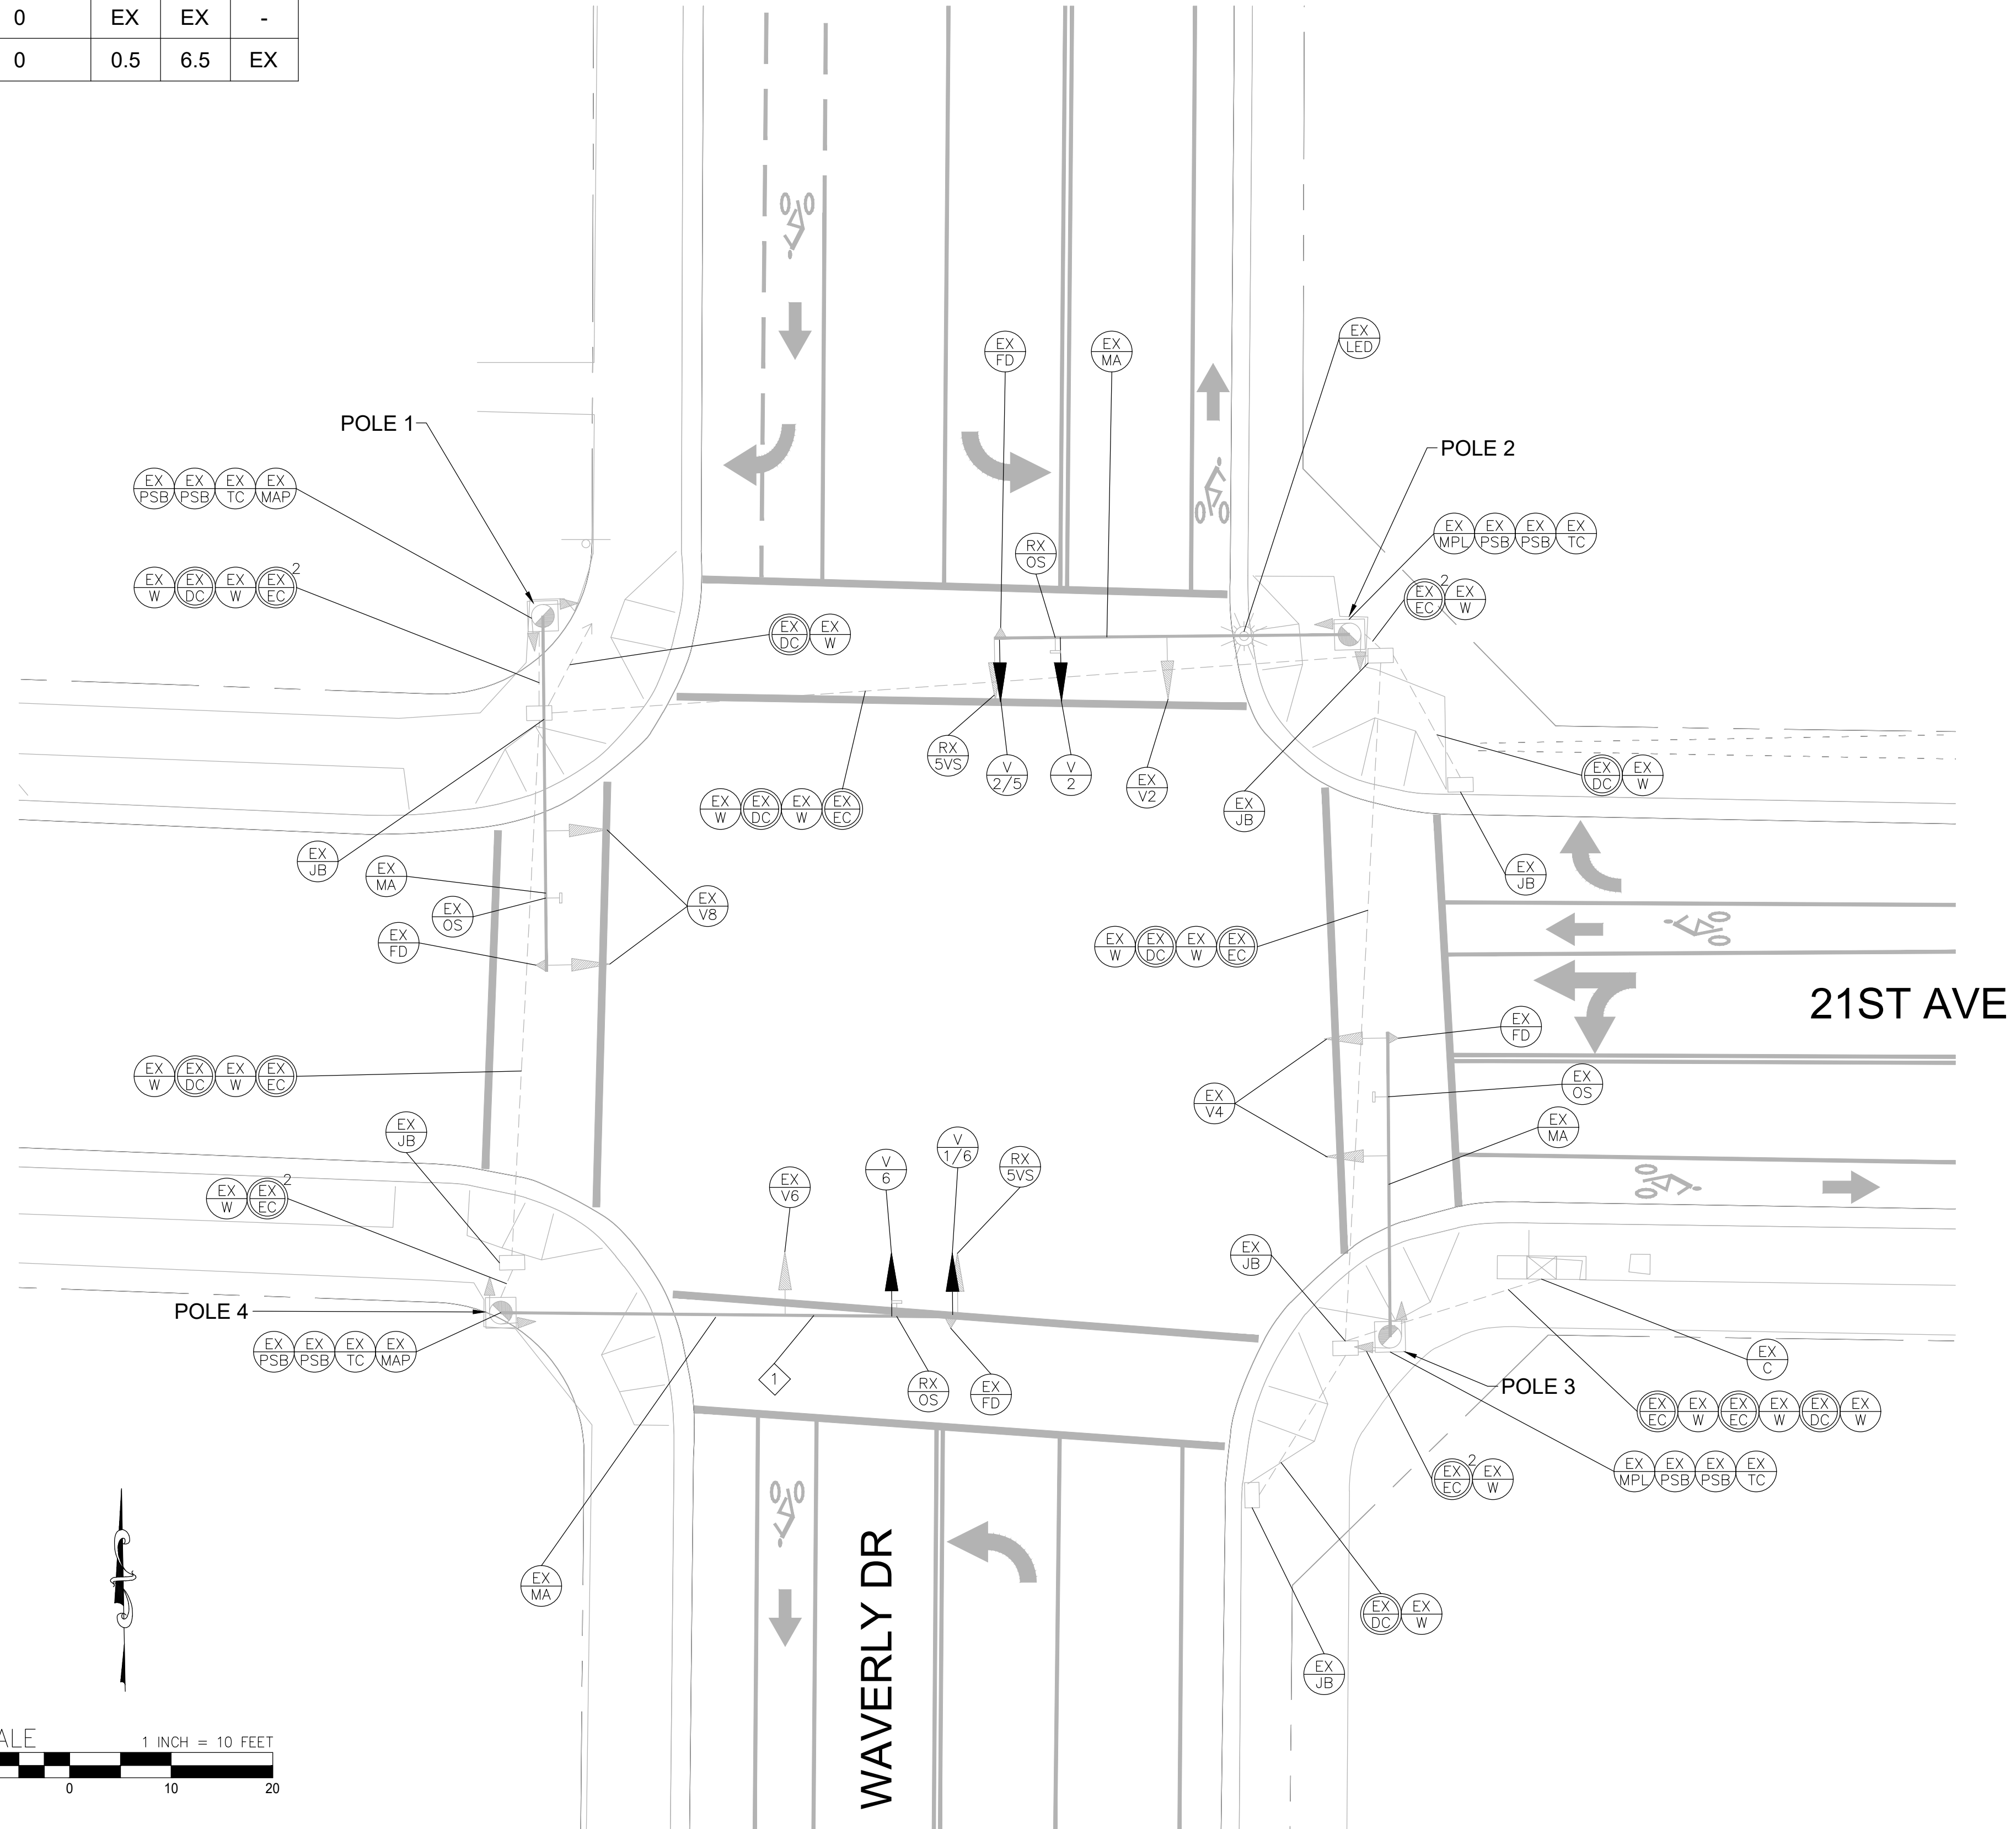 0 EX EX -
0 0.5 6.5 EX
EX LED
EX FD
EX MA
POLE 1
POLE 2
EX PSB EX PSB EX TC EX MAP
EX MPL EX PSB EX PSB EX TC
RX OS
EX W EX DC EX W EX EC 2
EX EC 2 EX W
EX DC EX W
RX 5VS
V 2/5
V 2
EX V2
EX DC EX W
EX W EX DC EX W EX EC
EX JB
EX JB
EX MA
EX JB
EX OS
EX V8
EX FD
EX W EX DC EX W EX EC
21ST AVE
EX FD
EX W EX DC EX W EX EC
EX OS
EX V4
EX JB
EX MA
V 1/6
V 6
RX 5VS
EX V6
EX W EX EC 2
EX JB
POLE 4
EX PSB EX PSB EX TC EX MAP
EX C
1
RX OS
EX FD
POLE 3
EX EC EX W EX EC EX W EX DC EX W
EX MPL EX PSB EX PSB EX TC
EX EC 2 EX W
EX MA
WAVERLY DR
EX DC EX W
EX JB
ALE 1 INCH = 10 FEET
0 10 20